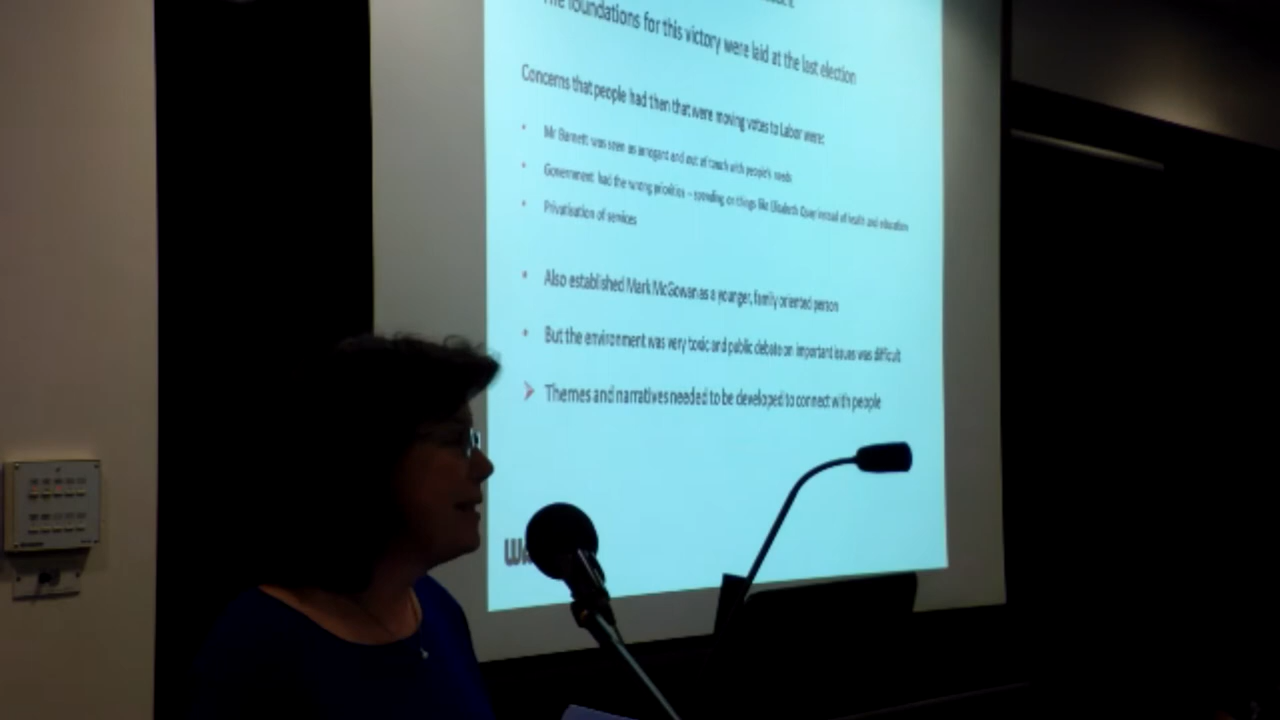 The foundations for this victory were laid at the last election
Concerns that people had then that were moving votes to Labor were:
• Mr Barnett was seen as arrogant and out of touch with people's needs
• Government had the wrong priorities – spending on things like Elizabeth Quay instead of health and education
• Privatisation of services
• Also established Mark McGowan as a younger, family oriented person
• But the environment was very toxic and public debate on important issues was difficult
➢ Themes and narratives needed to be developed to connect with people